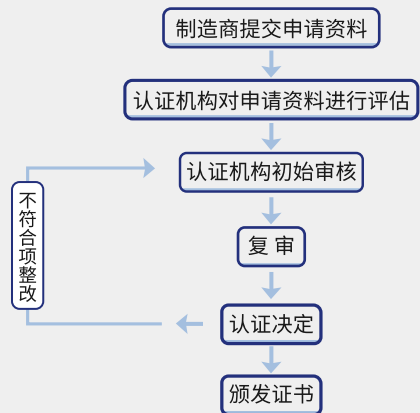 制造商提交申请资料
认证机构对申请资料进行评估
认证机构初始审核
复 审
不符合项整改
认证决定
颁发证书